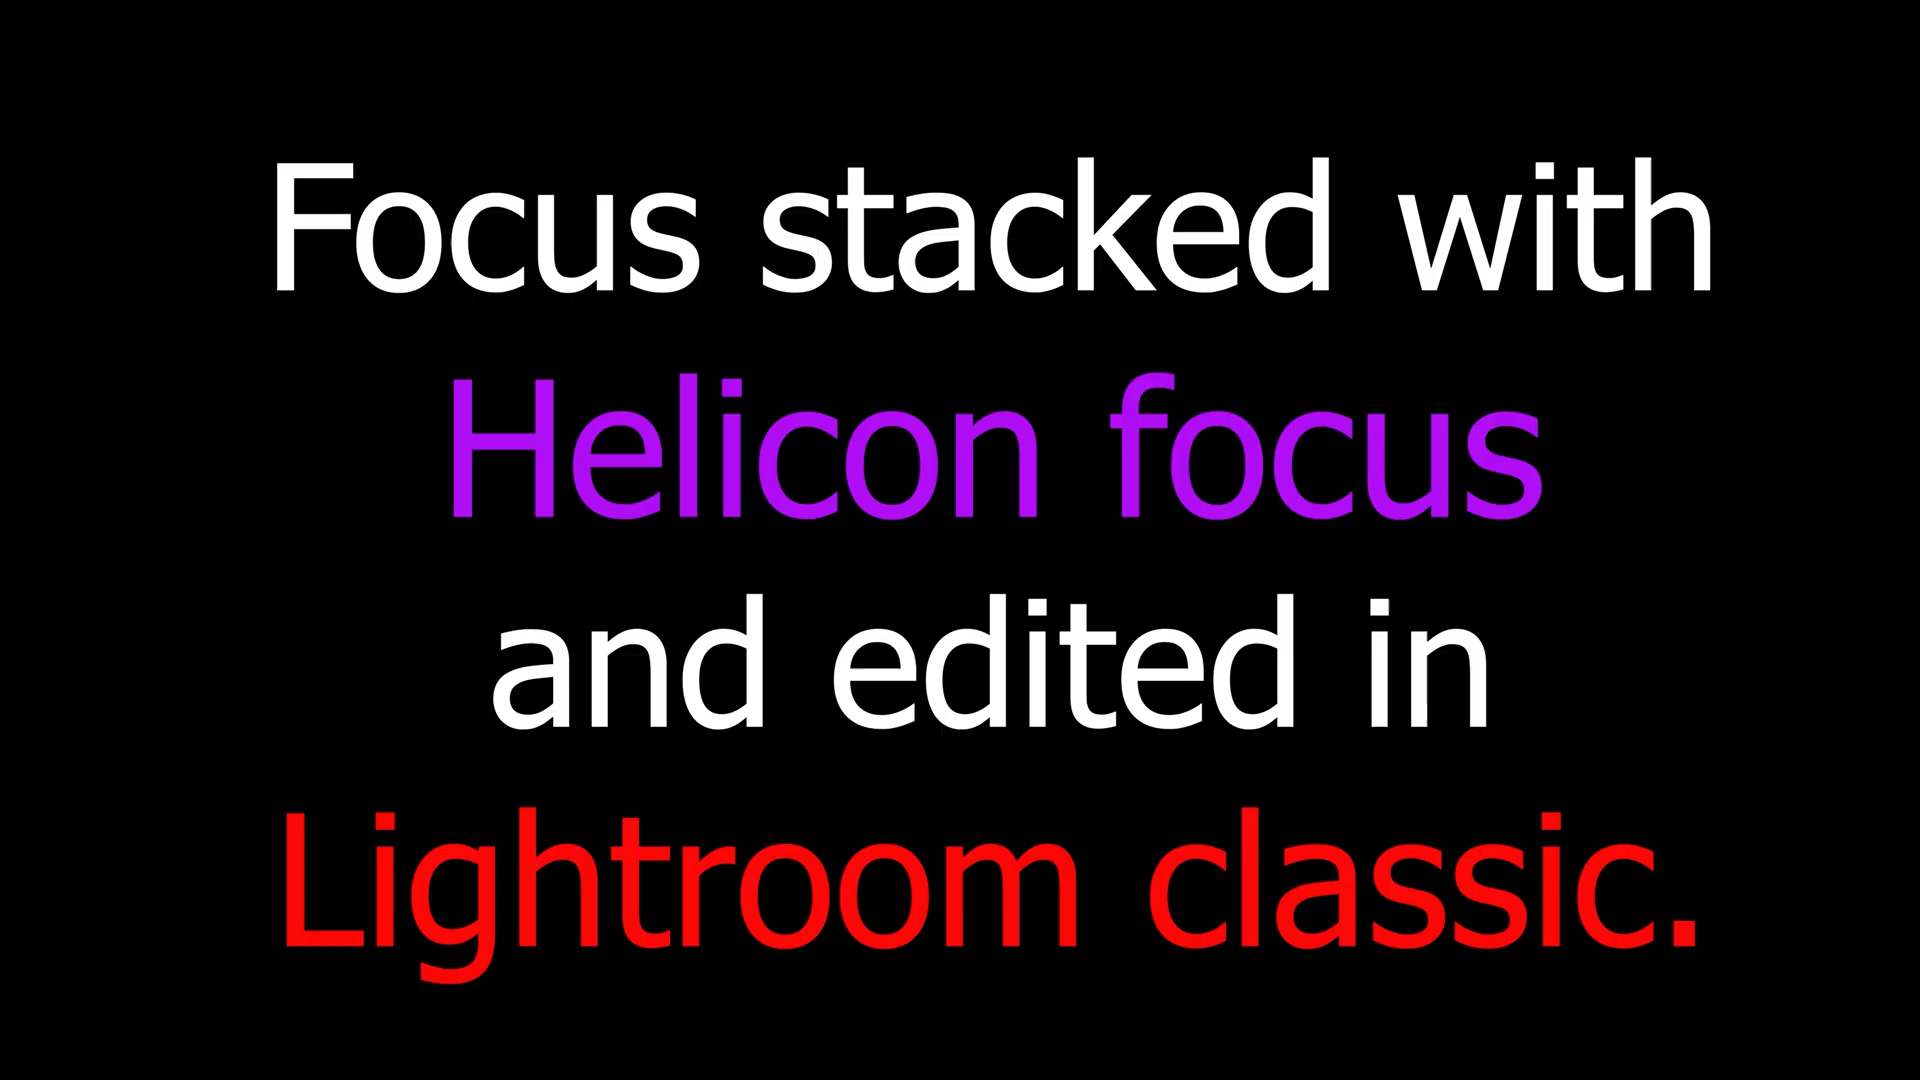 Focus stacked with
Helicon focus
and edited in
Lightroom classic.